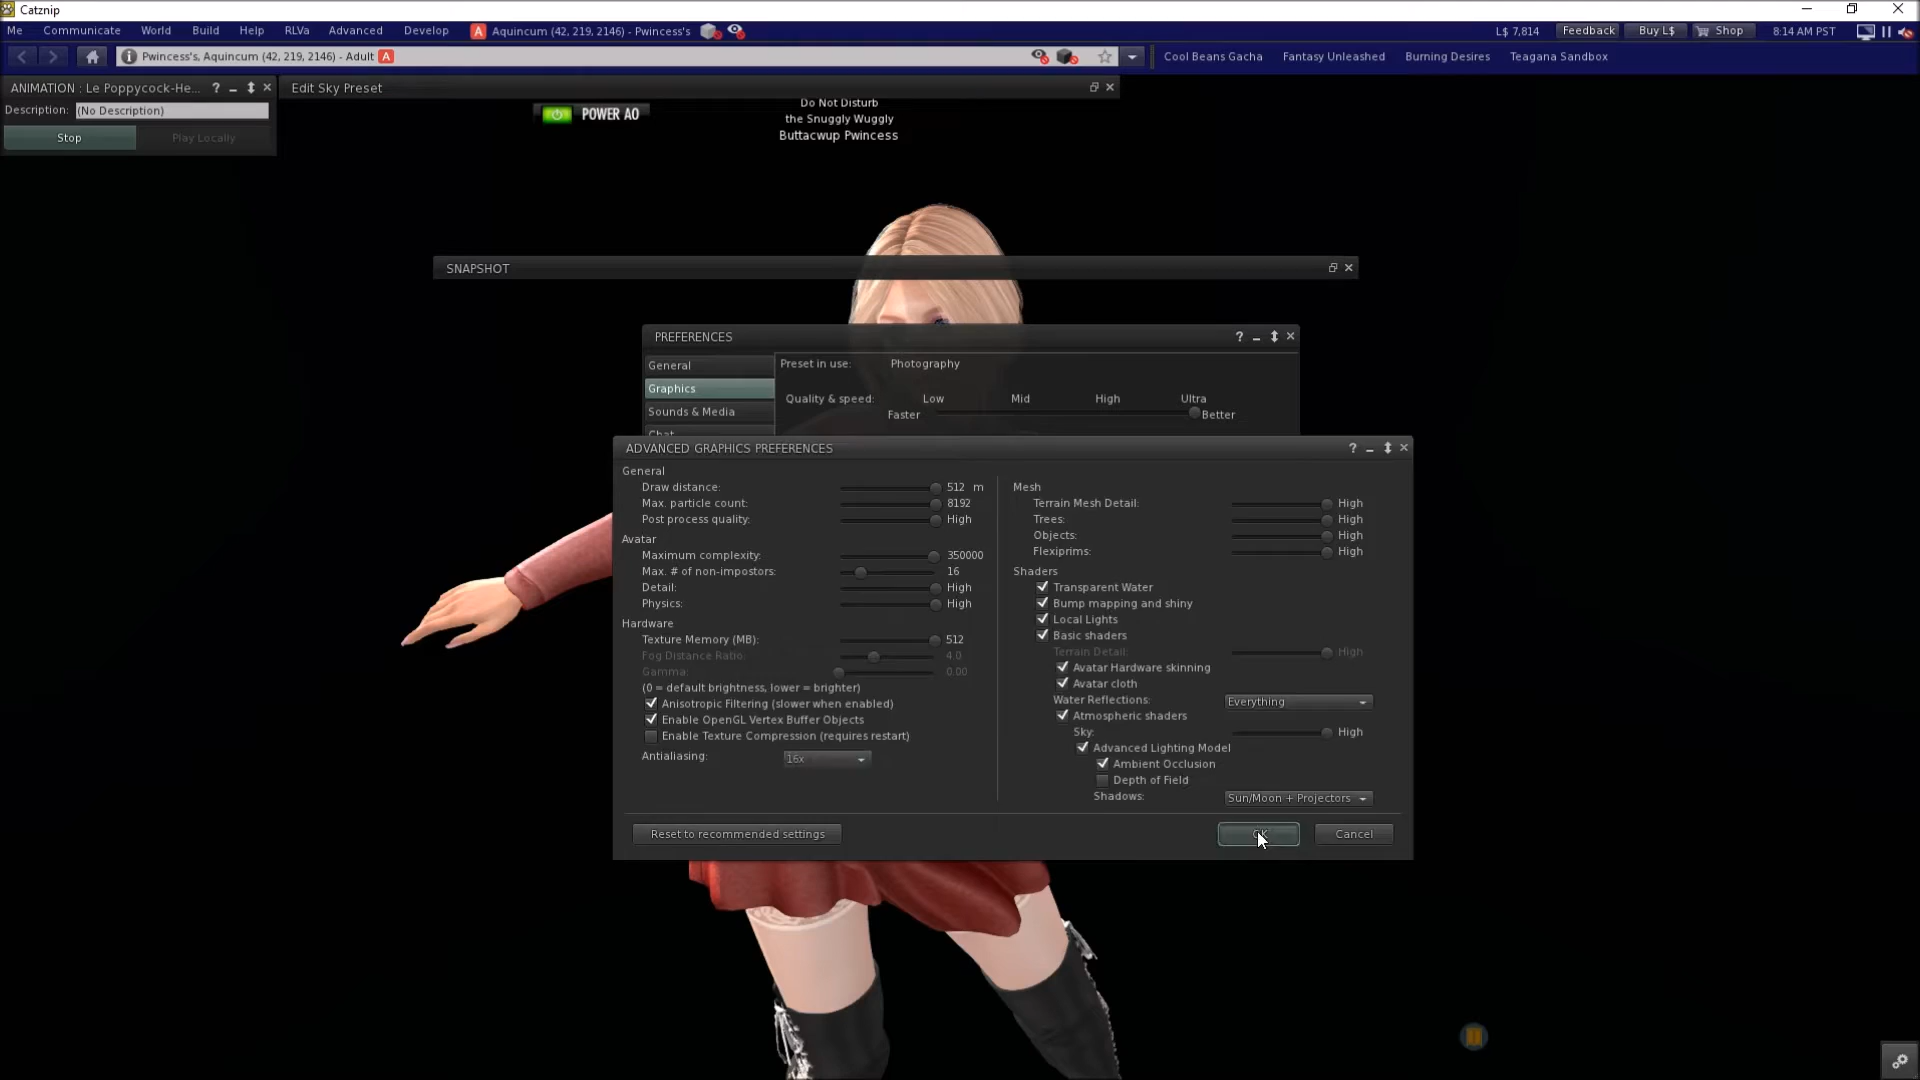 Catznip
Me Communicate World Build Help RLVa Advanced Develop A Aquincum (42, 219, 2146) - Pwincess's L$ 7,814 Feedback Buy L$ Shop 8:14 AM PST
Pwincess's, Aquincum (42, 219, 2146) - Adult A Cool Beans Gacha Fantasy Unleashed Burning Desires Teagana Sandbox
ANIMATION : Le Poppycock-He... ?
Edit Sky Preset
Description: (No Description)
Stop Play Locally
POWER AO
Do Not Disturb
the Snuggly Wuggly
Buttacwup Pwincess
SNAPSHOT
PREFERENCES ?
General
Graphics
Sounds & Media
Chat
Preset in use: Photography
Quality & speed: Low Mid High Ultra
Faster Better
ADVANCED GRAPHICS PREFERENCES ?
General
Draw distance: 512 m
Max. particle count: 8192
Post process quality: High
Avatar
Maximum complexity: 350000
Max. # of non-impostors: 16
Detail: High
Physics: High
Hardware
Texture Memory (MB): 512
Fog Distance Ratio: 4.0
Gamma: 0.00
(0 = default brightness, lower = brighter)
Anisotropic Filtering (slower when enabled)
Enable OpenGL Vertex Buffer Objects
Enable Texture Compression (requires restart)
Antialiasing: 16x
Mesh
Terrain Mesh Detail: High
Trees: High
Objects: High
Flexiprims: High
Shaders
Transparent Water
Bump mapping and shiny
Local Lights
Basic shaders
Terrain Detail: High
Avatar Hardware skinning
Avatar cloth
Water Reflections: Everything
Atmospheric shaders
Sky: High
Advanced Lighting Model
Ambient Occlusion
Depth of Field
Shadows: Sun/Moon + Projectors
Reset to recommended settings Cancel